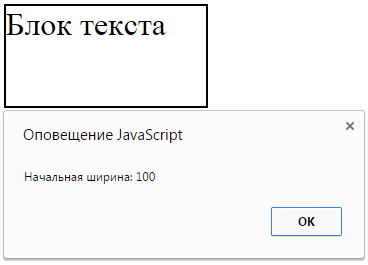 Блок текста
Оповещение JavaScript
Начальная ширина: 100
OK